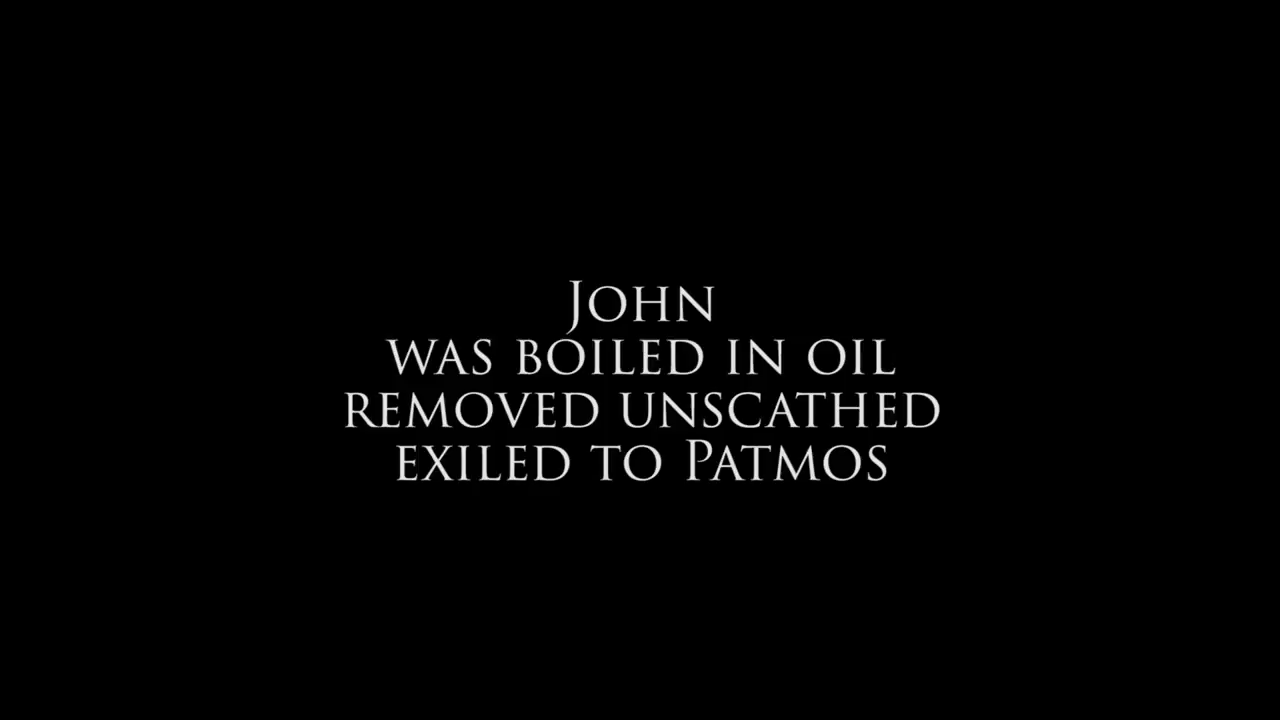 John
was boiled in oil
removed unscathed
exiled to Patmos